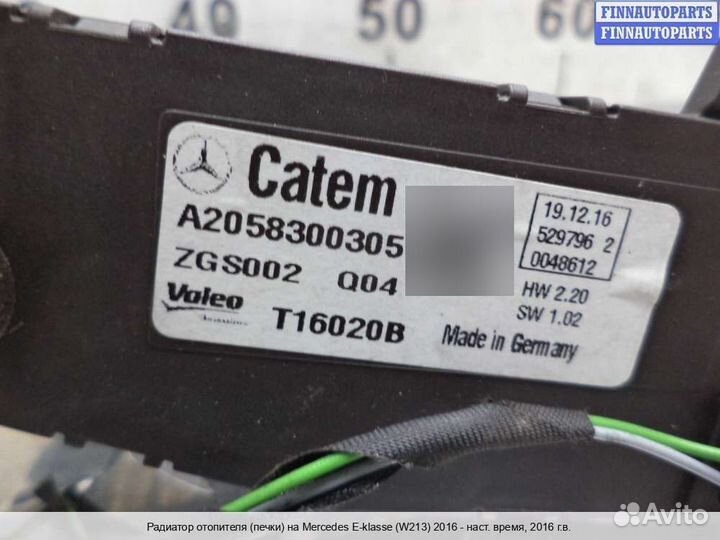 FINNAUTOPARTS
FINNAUTOPARTS
40 50 60
Catem
A2058300305
ZGS002 Q04
Valeo
T16020B
19.12.16
529796 2
0048612
HW 2.20
SW 1.02
Made in Germany
Радиатор отопителя (печки) на Mercedes E-klasse (W213) 2016 - наст. время, 2016 г.в.
Avito